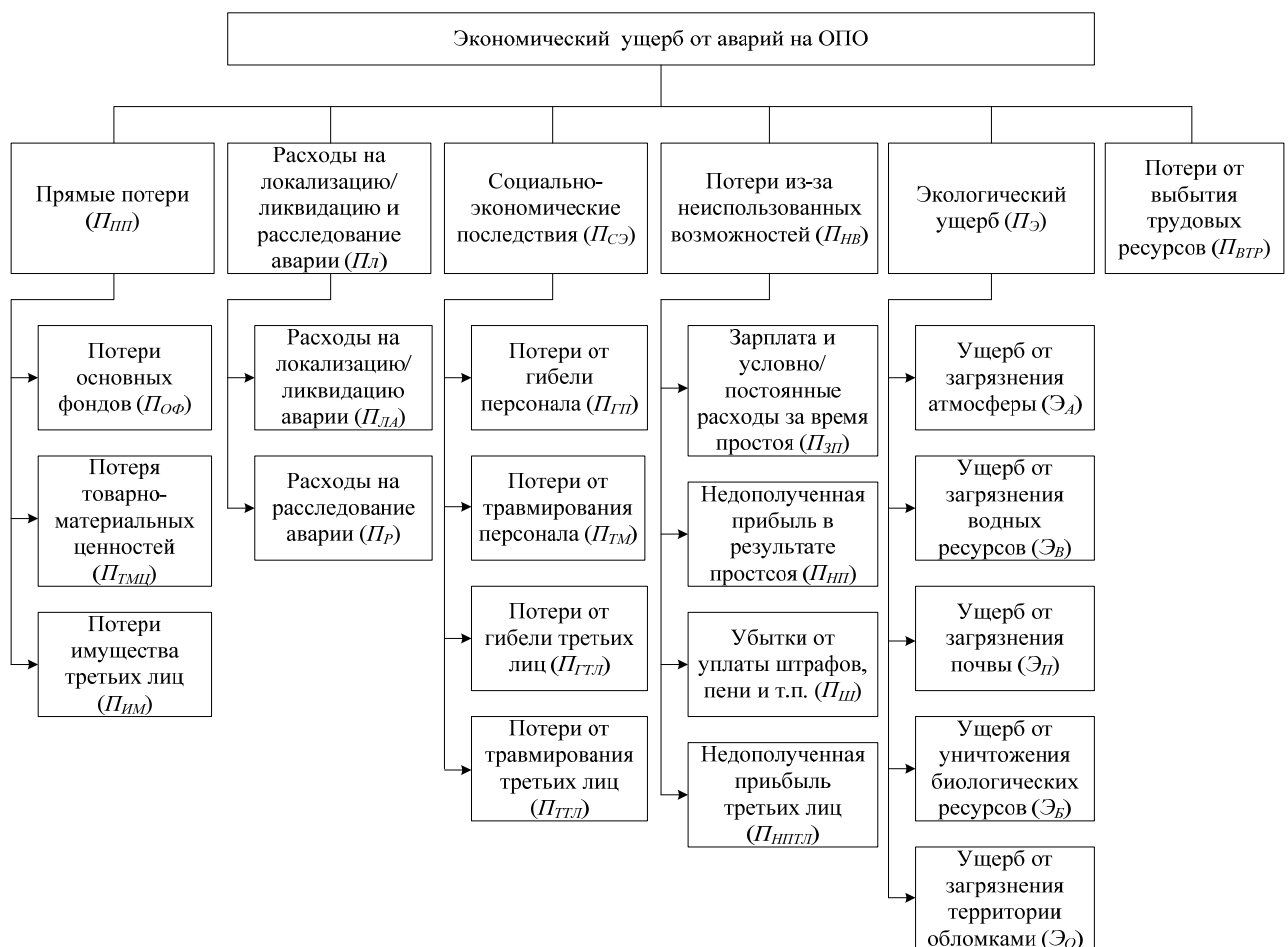 Экономический ущерб от аварий на ОПО
Прямые потери
(П_ПП)
Расходы на
локализацию/
ликвидацию и
расследование
аварии (Пл)
Социально-
экономические
последствия (П_СЭ)
Потери из-за
неиспользованных
возможностей (П_НВ)
Экологический
ущерб (П_Э)
Потери от
выбытия
трудовых
ресурсов (П_ВТР)
Потери
основных
фондов (П_ОФ)
Потеря
товарно-
материальных
ценностей
(П_ТМЦ)
Потери
имущества
третьих лиц
(П_ИМ)
Расходы на
локализацию/
ликвидацию
аварии (П_ЛА)
Расходы на
расследование
аварии (П_Р)
Потери от
гибели
персонала (П_ГП)
Потери от
травмирования
персонала (П_ТМ)
Потери от
гибели третьих
лиц (П_ГТЛ)
Потери от
травмирования
третьих лиц
(П_ТТЛ)
Зарплата и
условно/
постоянные
расходы за время
простоя (П_ЗП)
Недополученная
прибыль в
результате
простсоя (П_НП)
Убытки от
уплаты штрафов,
пени и т.п. (П_Ш)
Недополученная
приьбыль
третьих лиц
(П_НПТЛ)
Ущерб от
загрязнения
атмосферы (Э_А)
Ущерб от
загрязнения
водных
ресурсов (Э_В)
Ущерб от
загрязнения
почвы (Э_П)
Ущерб от
уничтожения
биологических
ресурсов (Э_Б)
Ущерб от
загрязнения
территории
обломками (Э_О)